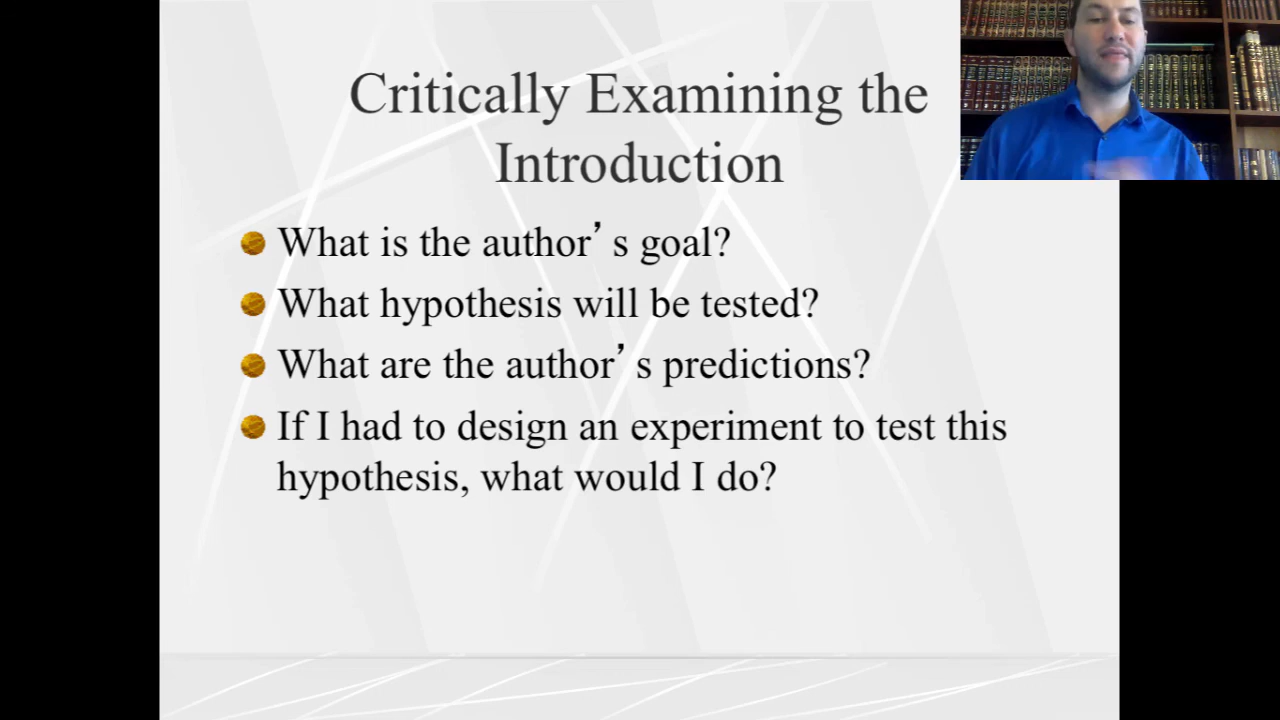 Critically Examining the
Introduction
What is the author’s goal?
What hypothesis will be tested?
What are the author’s predictions?
If I had to design an experiment to test this
hypothesis, what would I do?